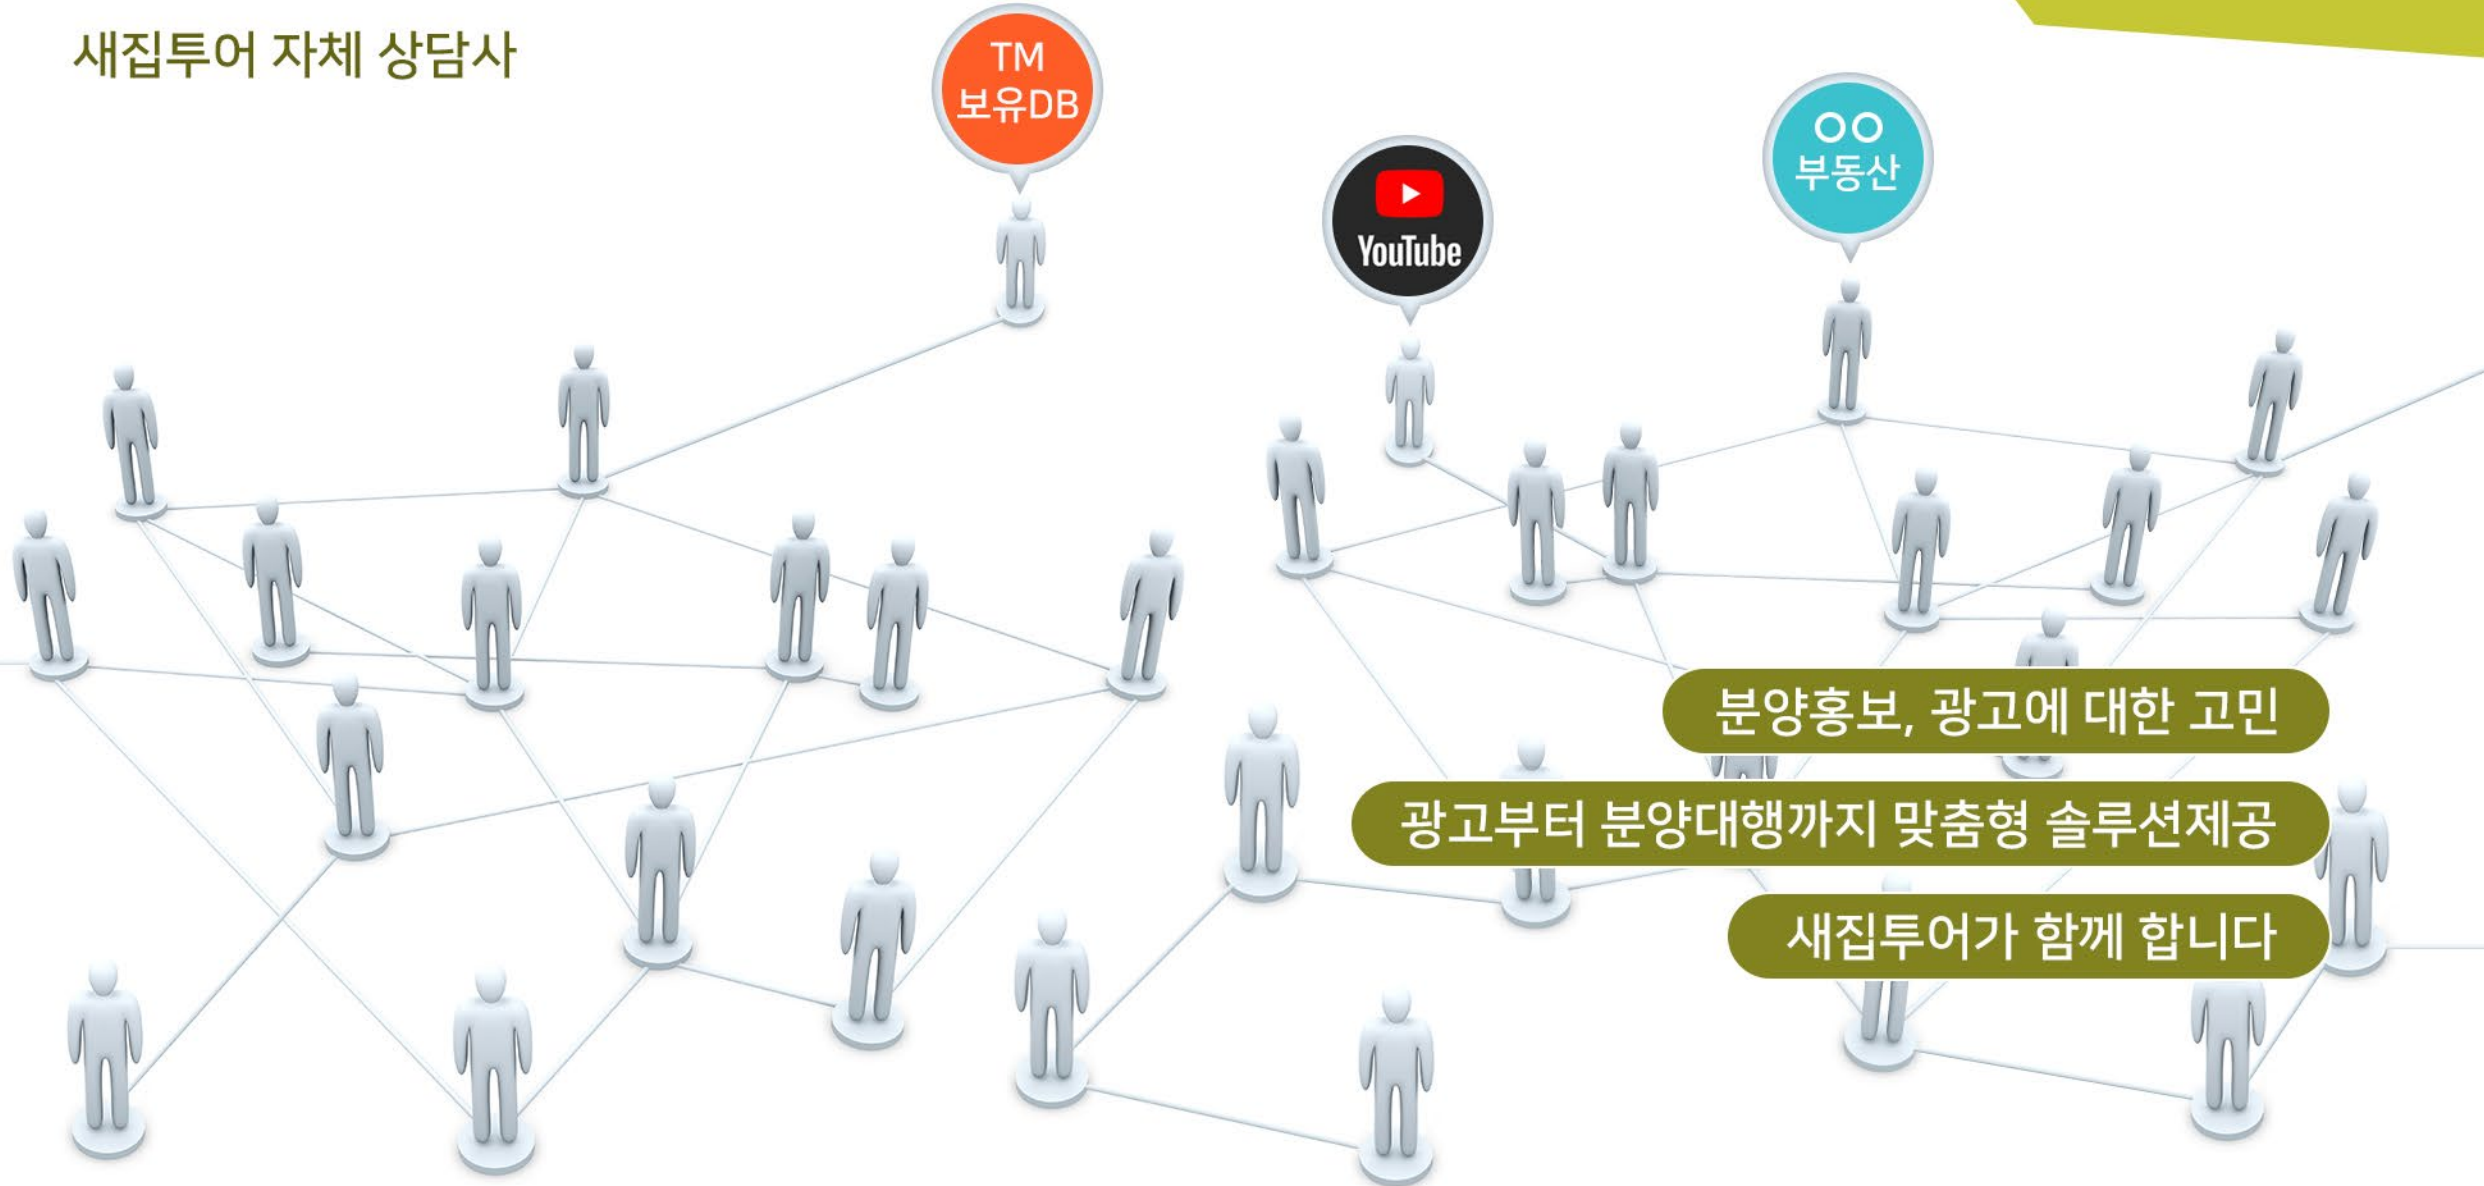 새집투어 자체 상담사
TM
보유DB
YouTube
OO
부동산
분양홍보, 광고에 대한 고민
광고부터 분양대행까지 맞춤형 솔루션제공
새집투어가 함께 합니다